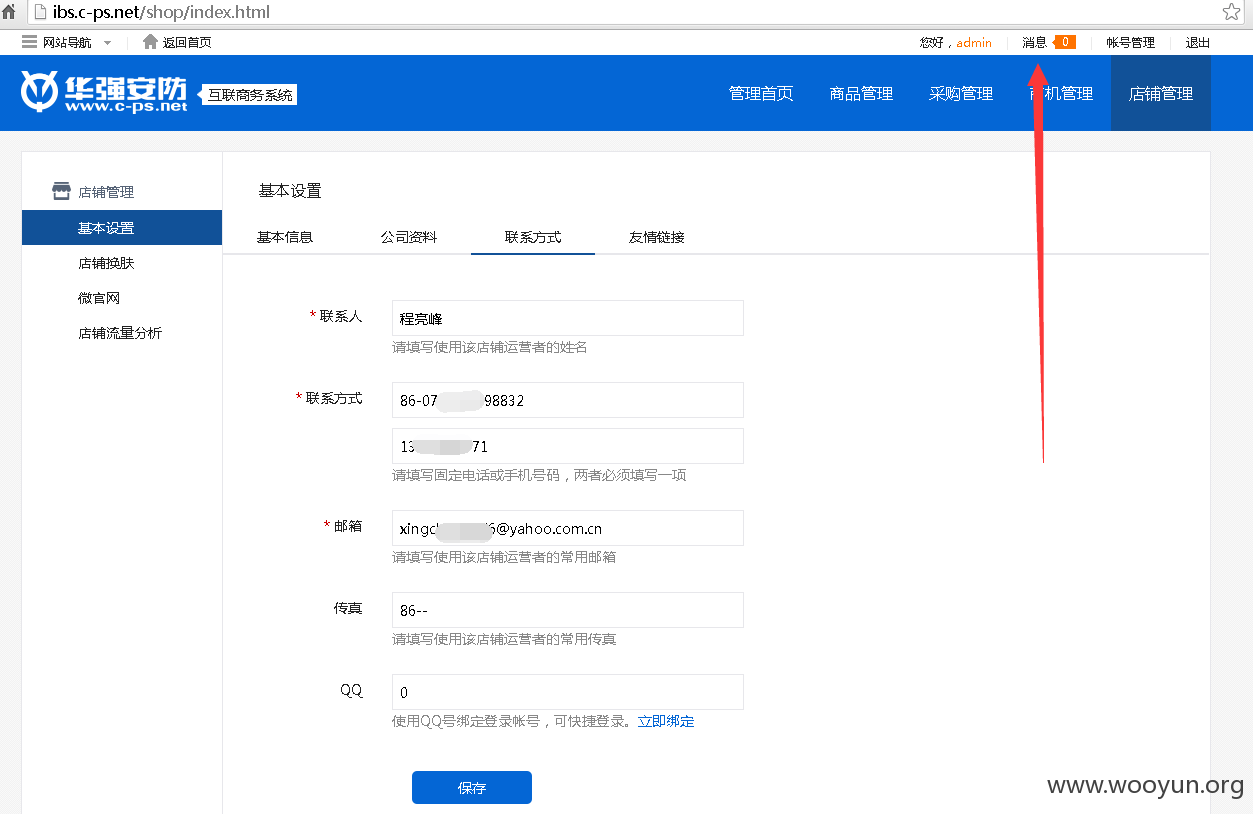 ibs.c-ps.net/shop/index.html
网站导航 返回首页 您好，admin 消息 0 帐号管理 退出
华强安防
www.c-ps.net
互联商务系统
管理首页 商品管理 采购管理 机管理 店铺管理
店铺管理
基本设置
店铺换肤
微官网
店铺流量分析
基本设置
基本信息 公司资料 联系方式 友情链接
*联系人 程亮峰
请填写使用该店铺运营者的姓名
*联系方式 86-07 98832
13 71
请填写固定电话或手机号码，两者必须填写一项
*邮箱 xingc 6@yahoo.com.cn
请填写使用该店铺运营者的常用邮箱
传真 86--
请填写使用该店铺运营者的常用传真
QQ 0
使用QQ号绑定登录帐号，可快捷登录。立即绑定
保存
www.wooyun.org